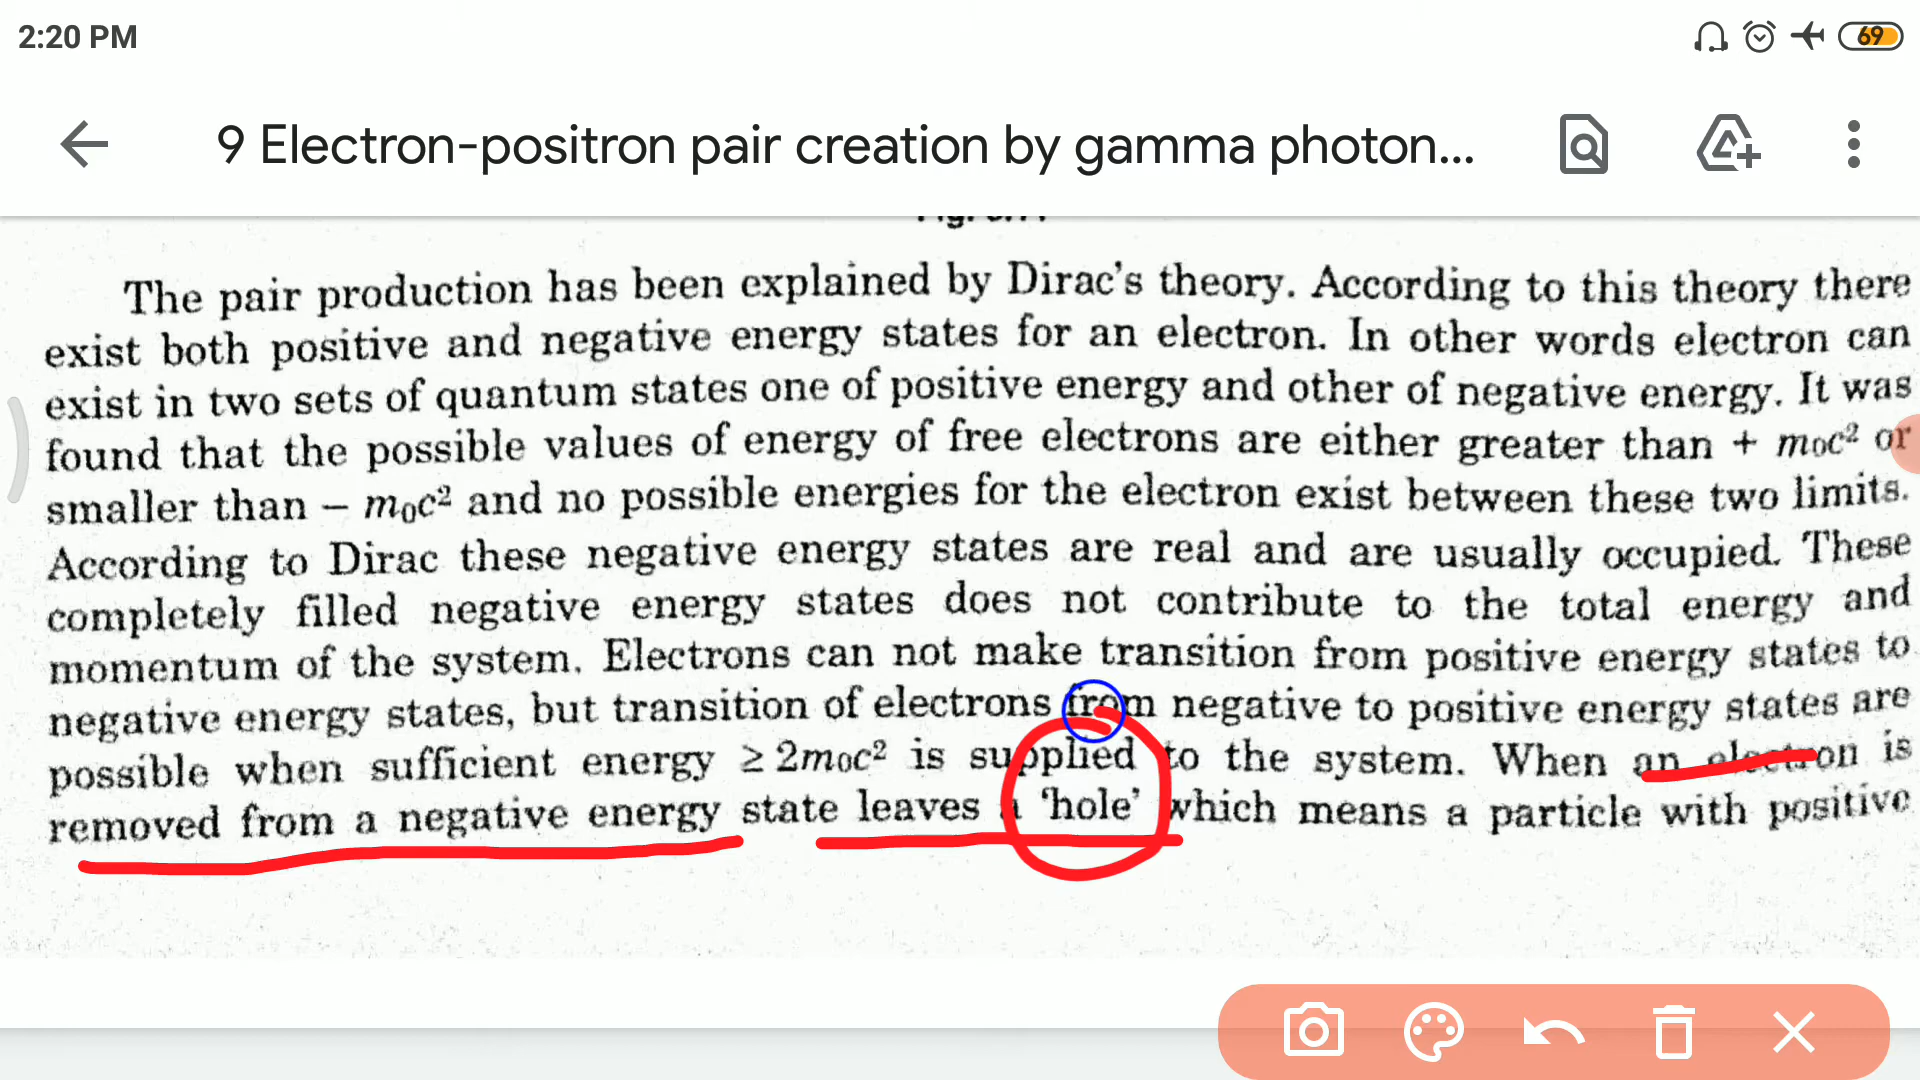 2:20 PM
69
9 Electron-positron pair creation by gamma photon...
The pair production has been explained by Dirac's theory. According to this theory there
exist both positive and negative energy states for an electron. In other words electron can
exist in two sets of quantum states one of positive energy and other of negative energy. It was
found that the possible values of energy of free electrons are either greater than + m₀c² or
smaller than – m₀c² and no possible energies for the electron exist between these two limits.
According to Dirac these negative energy states are real and are usually occupied. These
completely filled negative energy states does not contribute to the total energy and
momentum of the system. Electrons can not make transition from positive energy states to
negative energy states, but transition of electrons from negative to positive energy states are
possible when sufficient energy ≥ 2m₀c² is supplied to the system. When an electron is
removed from a negative energy state leaves a 'hole' which means a particle with positive